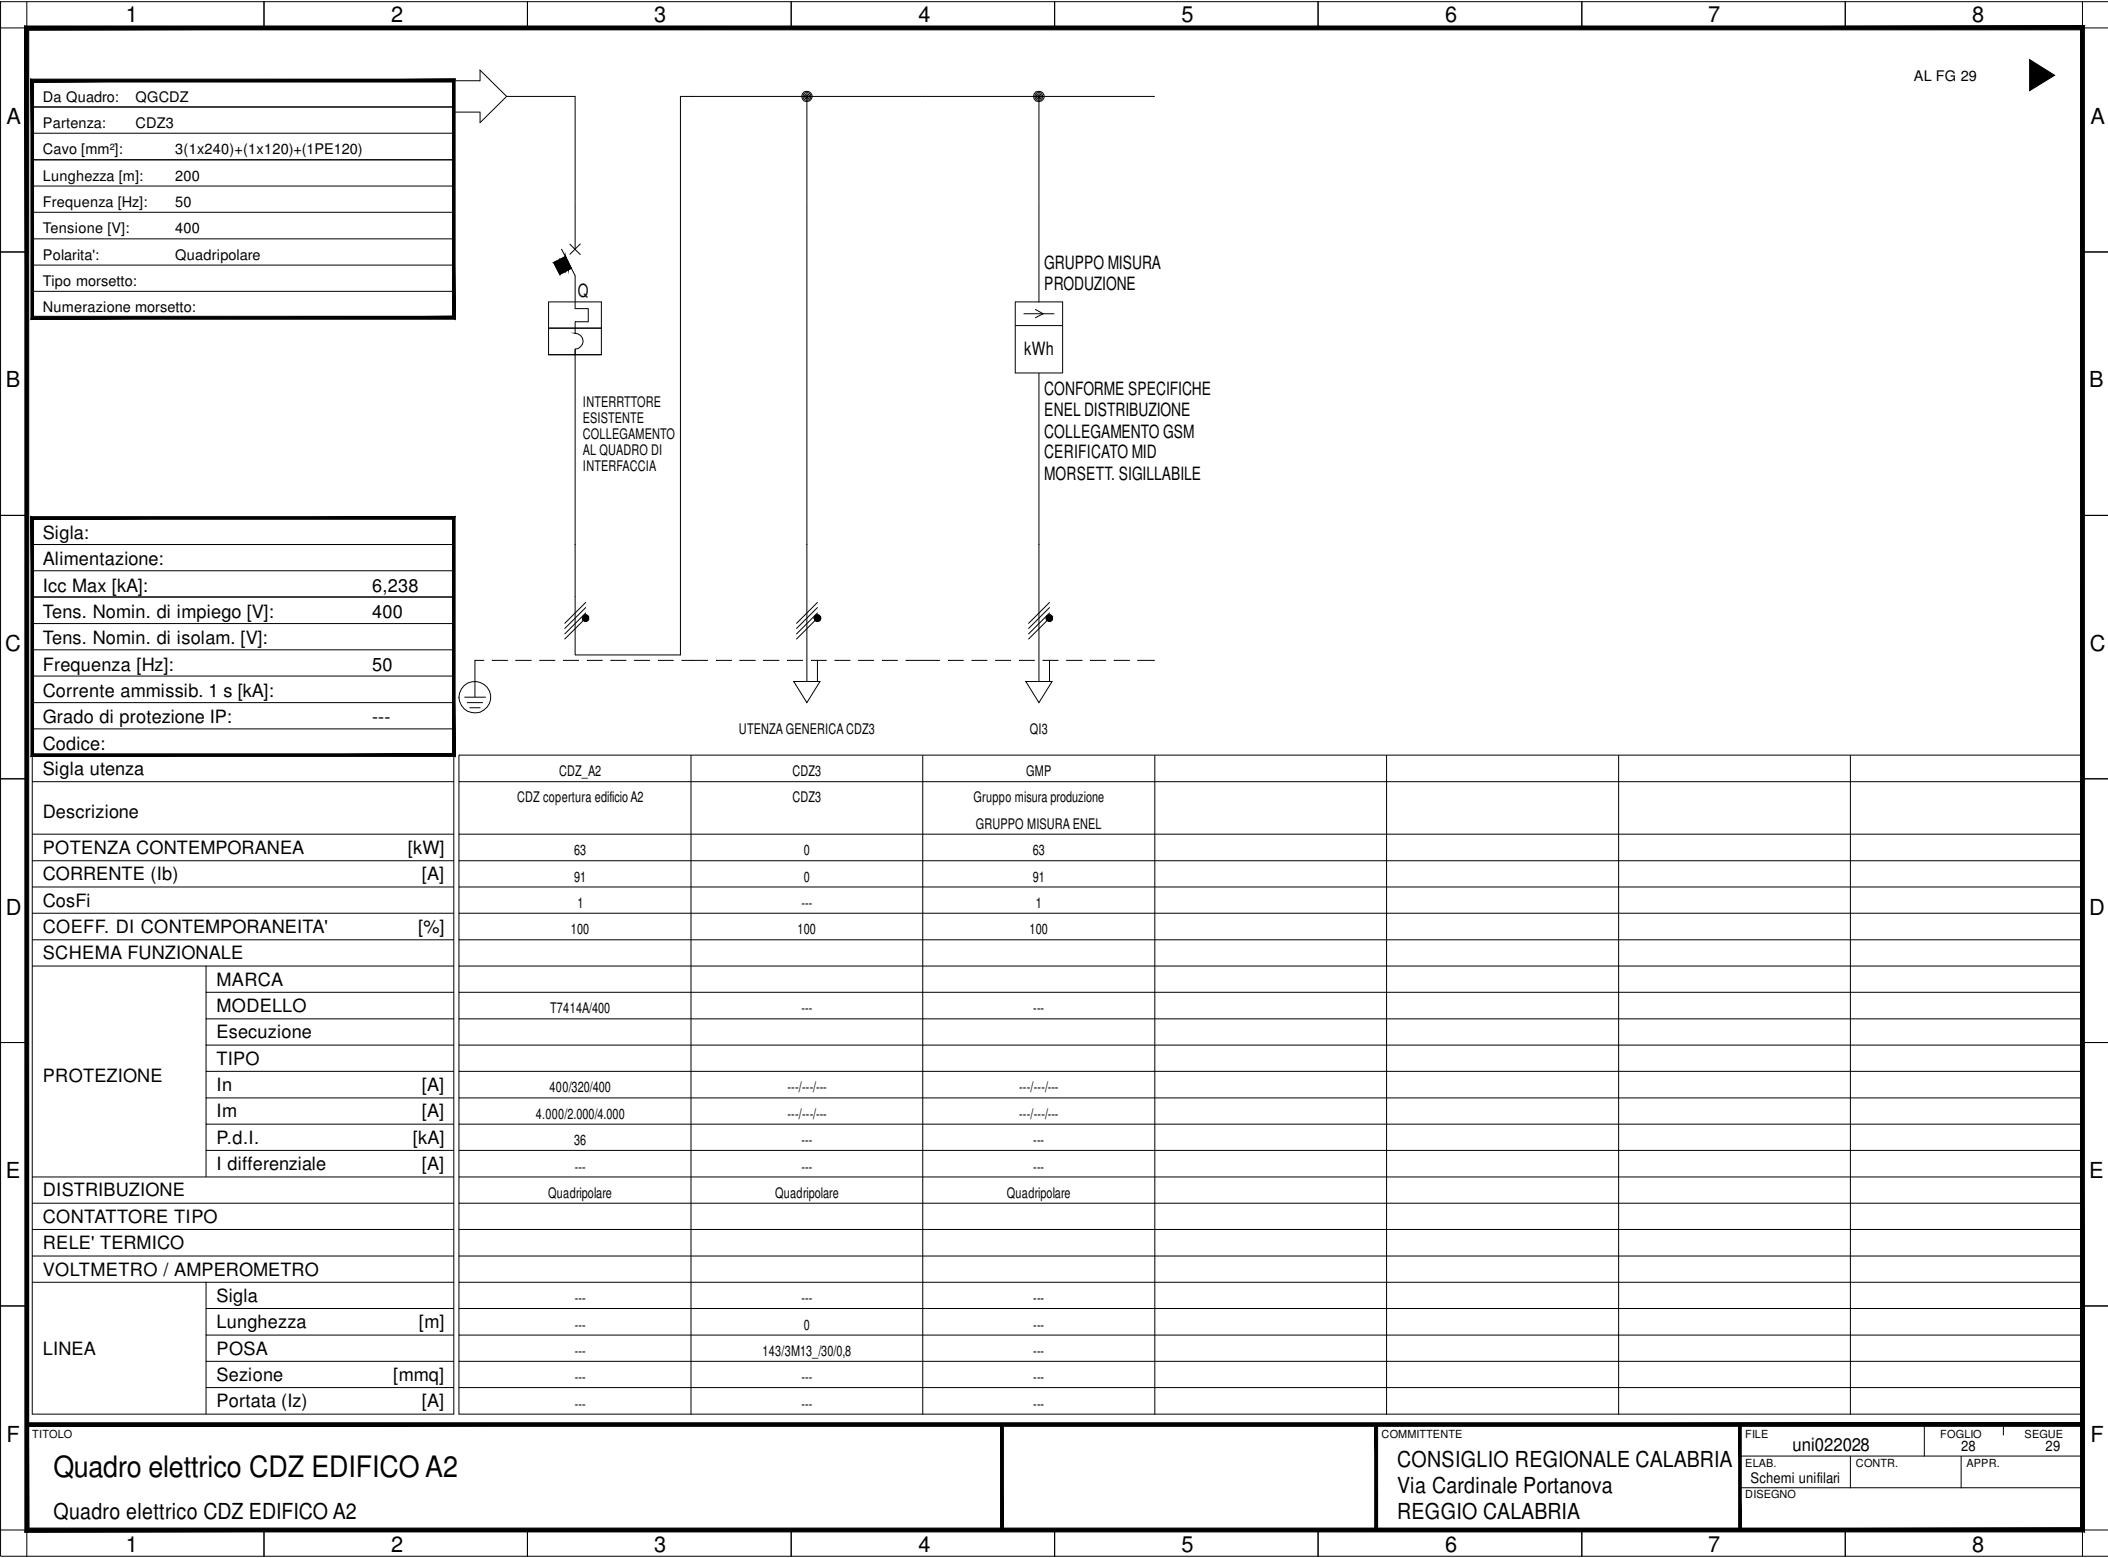 1 2 3 4 5 6 7 8
AL FG 29
A A
Da Quadro: QGCDZ
Partenza: CDZ3
Cavo [mm²]: 3(1x240)+(1x120)+(1PE120)
Lunghezza [m]: 200
Frequenza [Hz]: 50
Tensione [V]: 400
Polarita': Quadripolare
Tipo morsetto:
Numerazione morsetto:
Q
GRUPPO MISURA
PRODUZIONE
kWh
B B
INTERRTTORE
ESISTENTE
COLLEGAMENTO
AL QUADRO DI
INTERFACCIA
CONFORME SPECIFICHE
ENEL DISTRIBUZIONE
COLLEGAMENTO GSM
CERIFICATO MID
MORSETT. SIGILLABILE
Sigla:
Alimentazione:
Icc Max [kA]: 6,238
Tens. Nomin. di impiego [V]: 400
Tens. Nomin. di isolam. [V]:
Frequenza [Hz]: 50
Corrente ammissib. 1 s [kA]:
Grado di protezione IP: ---
Codice:
C C
UTENZA GENERICA CDZ3 QI3
Sigla utenza CDZ_A2 CDZ3 GMP
Descrizione CDZ copertura edificio A2 CDZ3 Gruppo misura produzione
GRUPPO MISURA ENEL
POTENZA CONTEMPORANEA [kW] 63 0 63
CORRENTE (Ib) [A] 91 0 91
D D
CosFi 1 --- 1
COEFF. DI CONTEMPORANEITA' [%] 100 100 100
SCHEMA FUNZIONALE
PROTEZIONE
MARCA
MODELLO T7414A/400 --- ---
Esecuzione
TIPO
In [A] 400/320/400 ---/---/--- ---/---/---
Im [A] 4.000/2.000/4.000 ---/---/--- ---/---/---
P.d.I. [kA] 36 --- ---
I differenziale [A] --- --- ---
E E
DISTRIBUZIONE Quadripolare Quadripolare Quadripolare
CONTATTORE TIPO
RELE' TERMICO
VOLTMETRO / AMPEROMETRO
LINEA
Sigla --- --- ---
Lunghezza [m] --- 0 ---
POSA --- 143/3M13_/30/0,8 ---
Sezione [mmq] --- --- ---
Portata (Iz) [A] --- --- ---
F F
TITOLO
Quadro elettrico CDZ EDIFICO A2
Quadro elettrico CDZ EDIFICO A2
COMMITTENTE
CONSIGLIO REGIONALE CALABRIA
Via Cardinale Portanova
REGGIO CALABRIA
FILE uni022028
FOGLIO 28
SEGUE 29
ELAB. Schemi unifilari
CONTR.
APPR.
DISEGNO
1 2 3 4 5 6 7 8